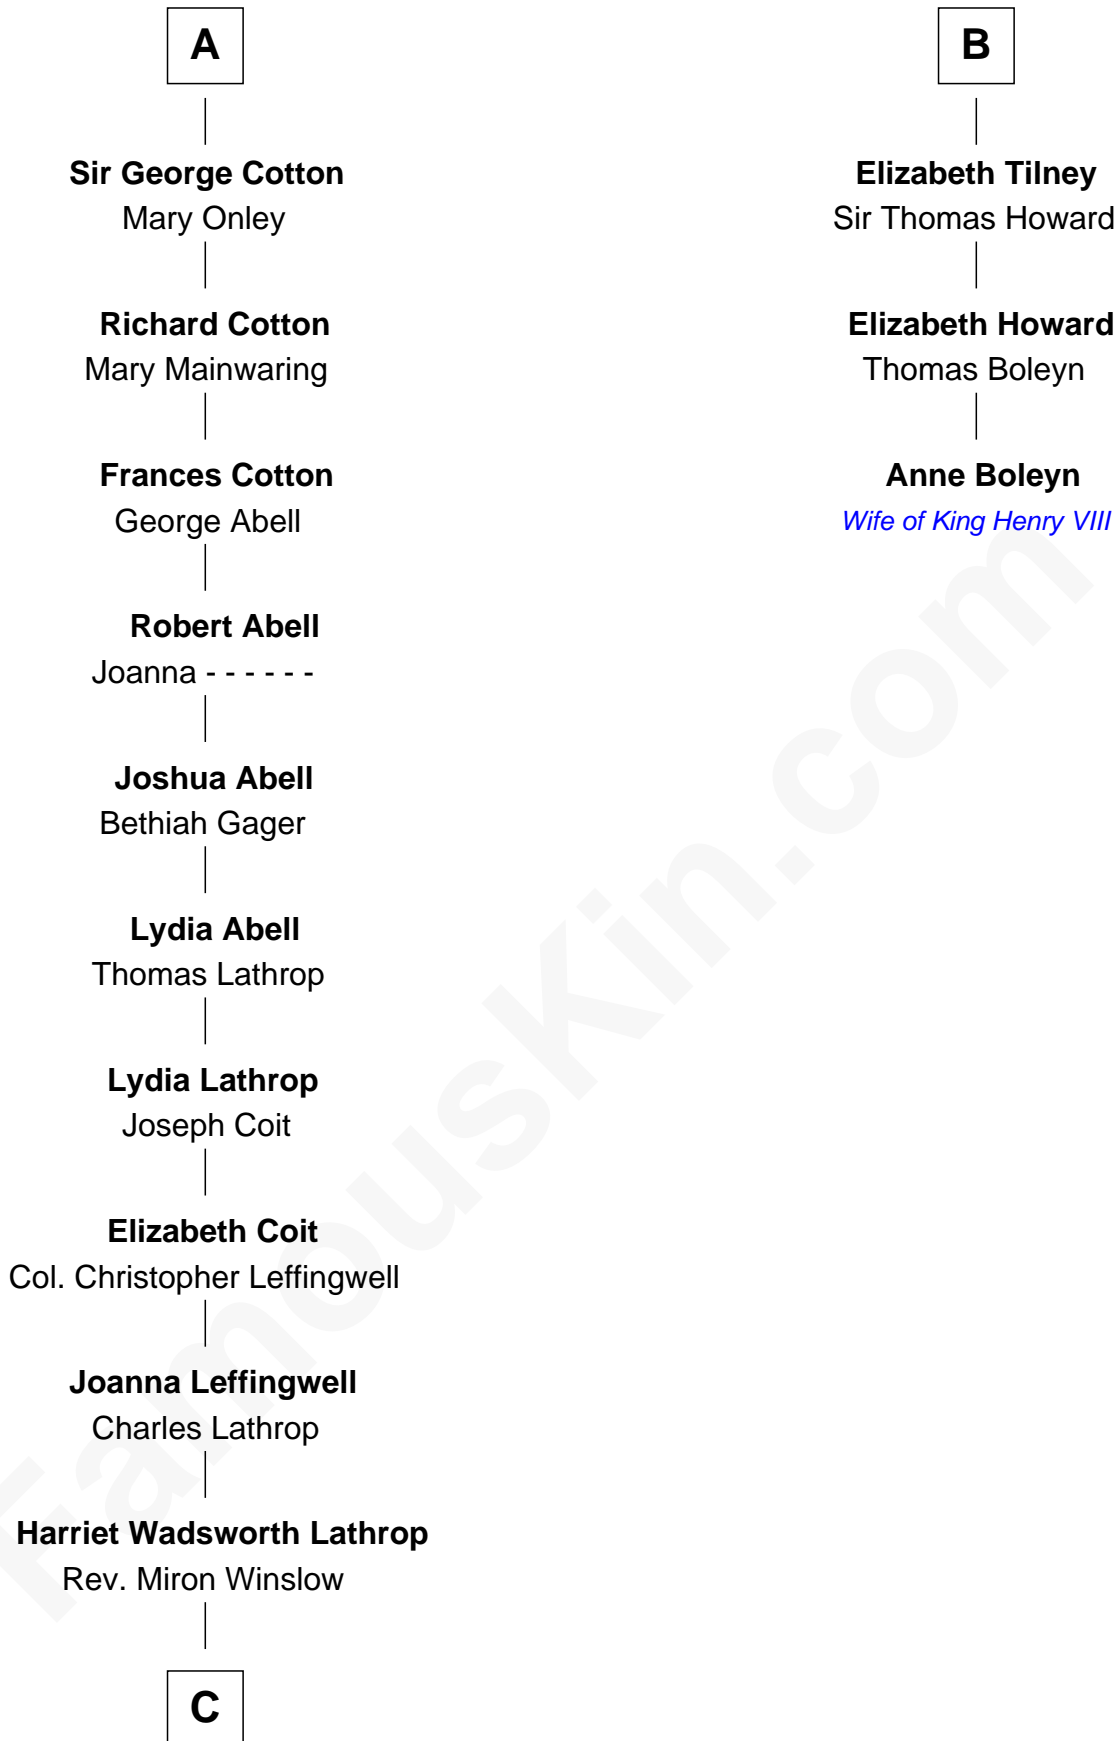 A
Sir George Cotton
Mary Onley
Richard Cotton
Mary Mainwaring
Frances Cotton
George Abell
Robert Abell
Joanna - - - - - -
Joshua Abell
Bethiah Gager
Lydia Abell
Thomas Lathrop
Lydia Lathrop
Joseph Coit
Elizabeth Coit
Col. Christopher Leffingwell
Joanna Leffingwell
Charles Lathrop
Harriet Wadsworth Lathrop
Rev. Miron Winslow
C
B
Elizabeth Tilney
Sir Thomas Howard
Elizabeth Howard
Thomas Boleyn
Anne Boleyn
Wife of King Henry VIII
FamousKin.com